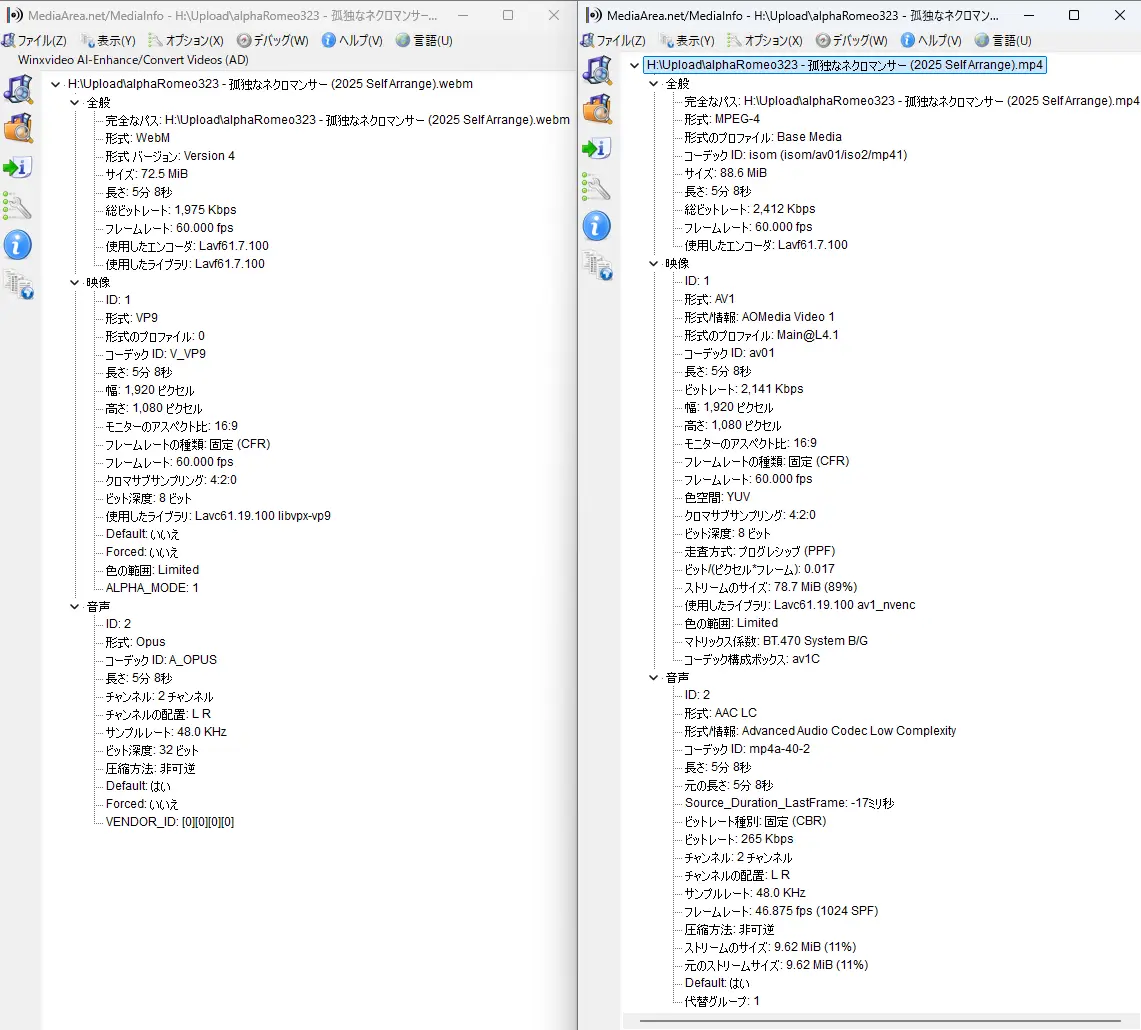 MediaArea.net/MediaInfo - H:\Upload\alphaRomeo323 - 孤独なネクロマンサー...
ファイル(Z) 表示(Y) オプション(X) デバッグ(W) ヘルプ(V) 言語(U)
Winxvideo AI-Enhance/Convert Videos (AD)
H:\Upload\alphaRomeo323 - 孤独なネクロマンサー (2025 Self Arrange).webm
全般
完全なパス: H:\Upload\alphaRomeo323 - 孤独なネクロマンサー (2025 Self Arrange).webm
形式: WebM
形式 バージョン: Version 4
サイズ: 72.5 MiB
長さ: 5分 8秒
総ビットレート: 1,975 Kbps
フレームレート: 60.000 fps
使用したエンコーダ: Lavf61.7.100
使用したライブラリ: Lavf61.7.100
映像
ID: 1
形式: VP9
形式のプロファイル: 0
コーデック ID: V_VP9
長さ: 5分 8秒
幅: 1,920 ピクセル
高さ: 1,080 ピクセル
モニターのアスペクト比: 16:9
フレームレートの種類: 固定 (CFR)
フレームレート: 60.000 fps
クロマサブサンプリング: 4:2:0
ビット深度: 8 ビット
使用したライブラリ: Lavc61.19.100 libvpx-vp9
Default: いいえ
Forced: いいえ
色の範囲: Limited
ALPHA_MODE: 1
音声
ID: 2
形式: Opus
コーデック ID: A_OPUS
長さ: 5分 8秒
チャンネル: 2 チャンネル
チャンネルの配置: L R
サンプルレート: 48.0 KHz
ビット深度: 32 ビット
圧縮方法: 非可逆
Default: はい
Forced: いいえ
VENDOR_ID: [0][0][0][0]
MediaArea.net/MediaInfo - H:\Upload\alphaRomeo323 - 孤独なネクロマン...
ファイル(Z) 表示(Y) オプション(X) デバッグ(W) ヘルプ(V) 言語(U)
H:\Upload\alphaRomeo323 - 孤独なネクロマンサー (2025 Self Arrange).mp4
全般
完全なパス: H:\Upload\alphaRomeo323 - 孤独なネクロマンサー (2025 Self Arrange).mp4
形式: MPEG-4
形式のプロファイル: Base Media
コーデック ID: isom (isom/av01/iso2/mp41)
サイズ: 88.6 MiB
長さ: 5分 8秒
総ビットレート: 2,412 Kbps
フレームレート: 60.000 fps
使用したエンコーダ: Lavf61.7.100
映像
ID: 1
形式: AV1
形式/情報: AOMedia Video 1
形式のプロファイル: Main@L4.1
コーデック ID: av01
長さ: 5分 8秒
ビットレート: 2,141 Kbps
幅: 1,920 ピクセル
高さ: 1,080 ピクセル
モニターのアスペクト比: 16:9
フレームレートの種類: 固定 (CFR)
フレームレート: 60.000 fps
色空間: YUV
クロマサブサンプリング: 4:2:0
ビット深度: 8 ビット
走査方式: プログレシップ (PPF)
ビット/(ピクセル*フレーム): 0.017
ストリームのサイズ: 78.7 MiB (89%)
使用したライブラリ: Lavc61.19.100 av1_nvenc
色の範囲: Limited
マトリックス係数: BT.470 System B/G
コーデック構成ボックス: av1C
音声
ID: 2
形式: AAC LC
形式/情報: Advanced Audio Codec Low Complexity
コーデック ID: mp4a-40-2
長さ: 5分 8秒
元の長さ: 5分 8秒
Source_Duration_LastFrame: -17ミリ秒
ビットレート種別: 固定 (CBR)
ビットレート: 265 Kbps
チャンネル: 2 チャンネル
チャンネルの配置: L R
サンプルレート: 48.0 KHz
フレームレート: 46.875 fps (1024 SPF)
圧縮方法: 非可逆
ストリームのサイズ: 9.62 MiB (11%)
元のストリームサイズ: 9.62 MiB (11%)
Default: はい
代替グループ: 1